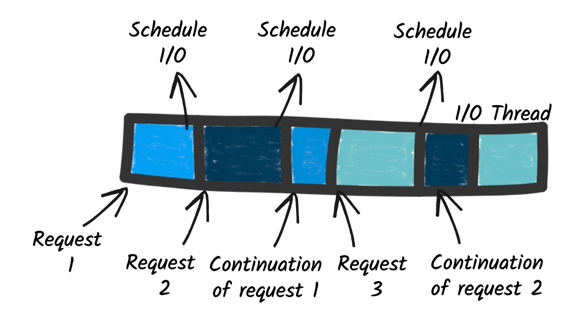 Schedule
I/O
Schedule
I/O
Schedule
I/O
I/O Thread
Request
1
Request
2
Continuation
of request 1
Request
3
Continuation
of request 2